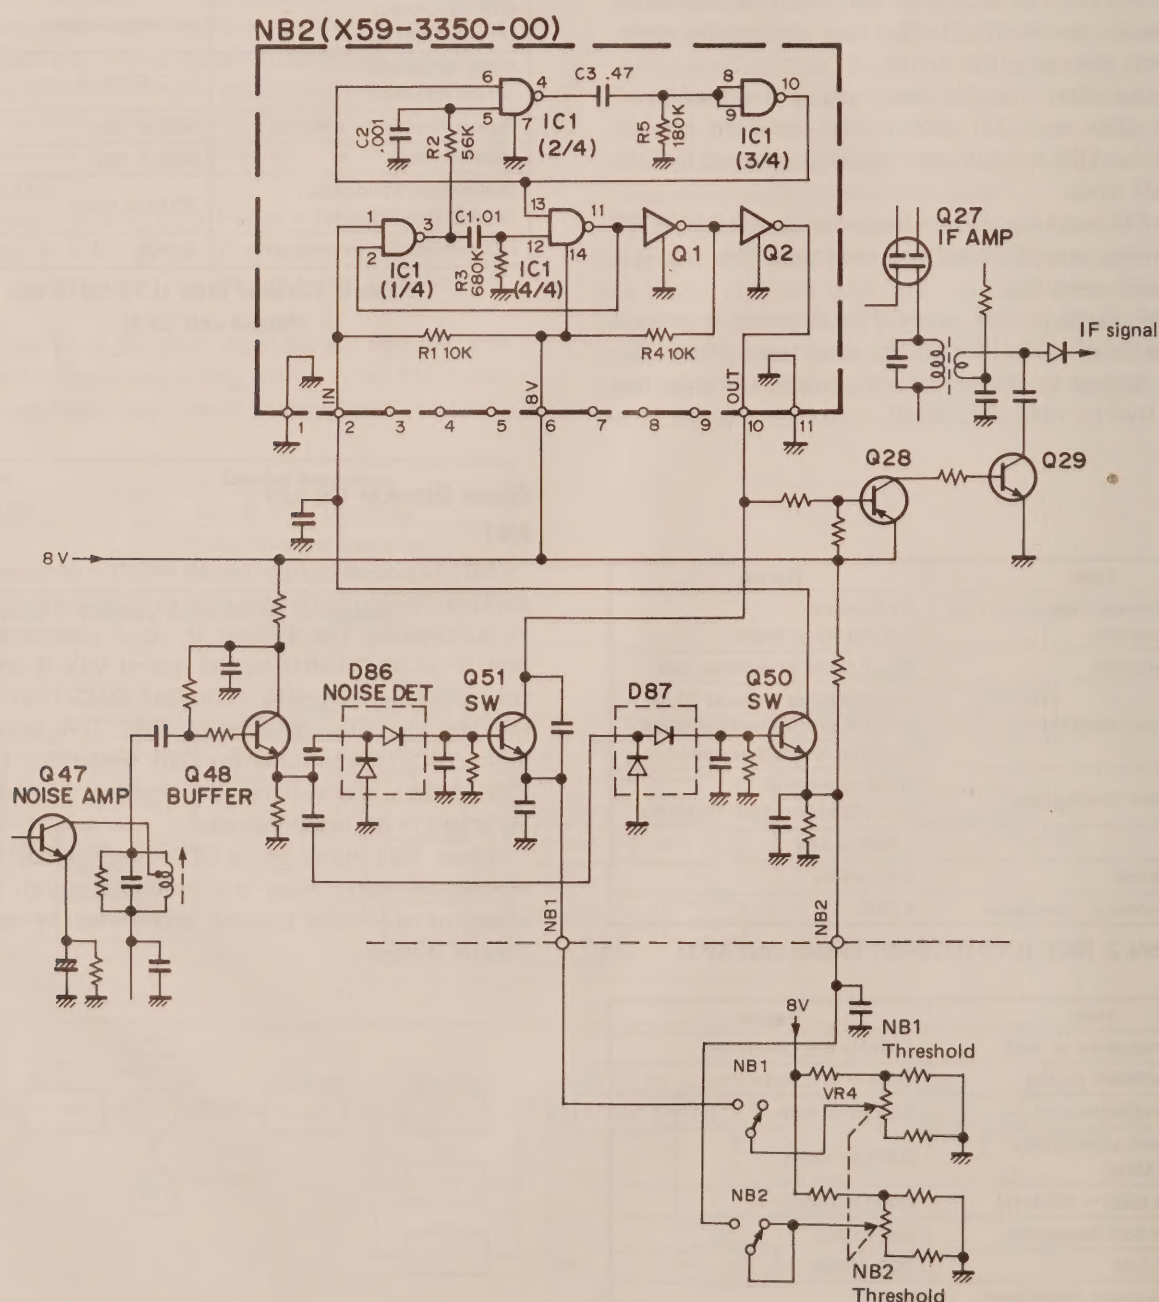 NB2(X59-3350-00)
6
5
4
7
IC1
(2/4)
C3 .47
8
9
10
IC1
(3/4)
C2
.001
R2
56K
R5
180K
1
2
3
IC1
(1/4)
C1 .01
R3
680K
13
12
11
14
IC1
(4/4)
Q1
Q2
R1 10K
R4 10K
IN
8V
OUT
1
2
3
4
5
6
7
8
9
10
11
Q27
IF AMP
IF signal
Q28
Q29
8V
Q47
NOISE AMP
Q48
BUFFER
D86
NOISE DET
Q51
SW
D87
Q50
SW
NB1
NB2
8V
NB1
Threshold
NB1
VR4
NB2
NB2
Threshold